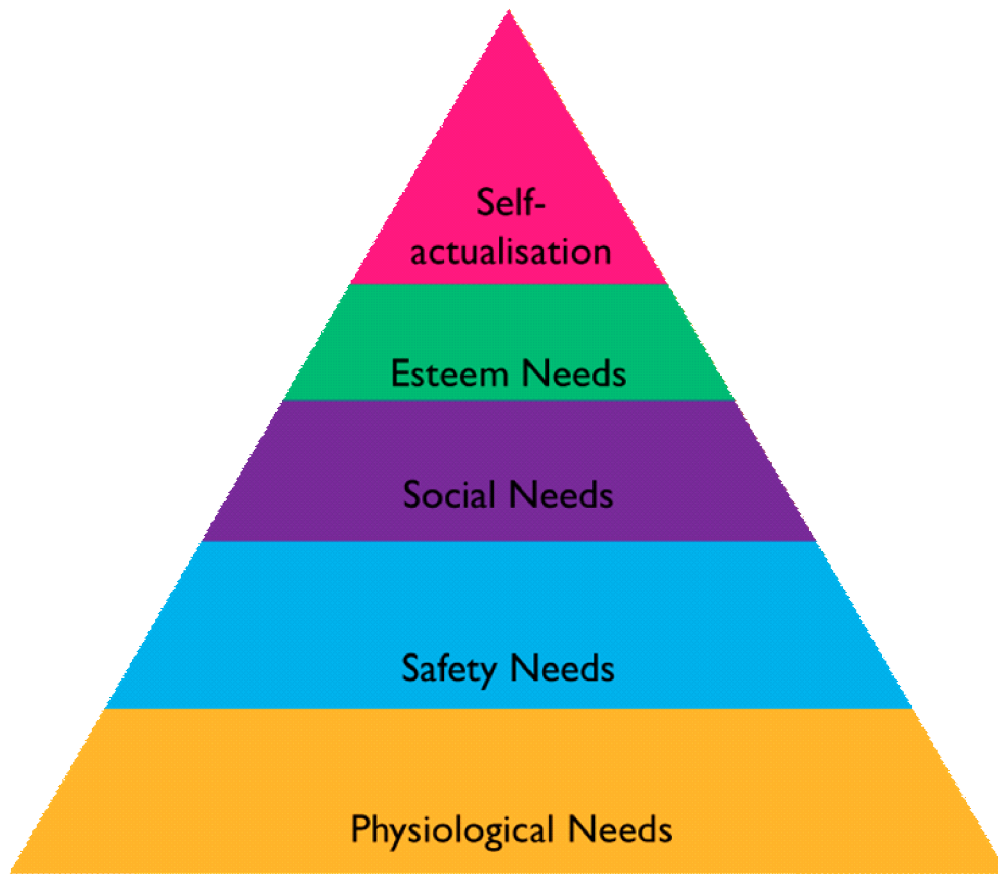 Self-
actualisation
Esteem Needs
Social Needs
Safety Needs
Physiological Needs